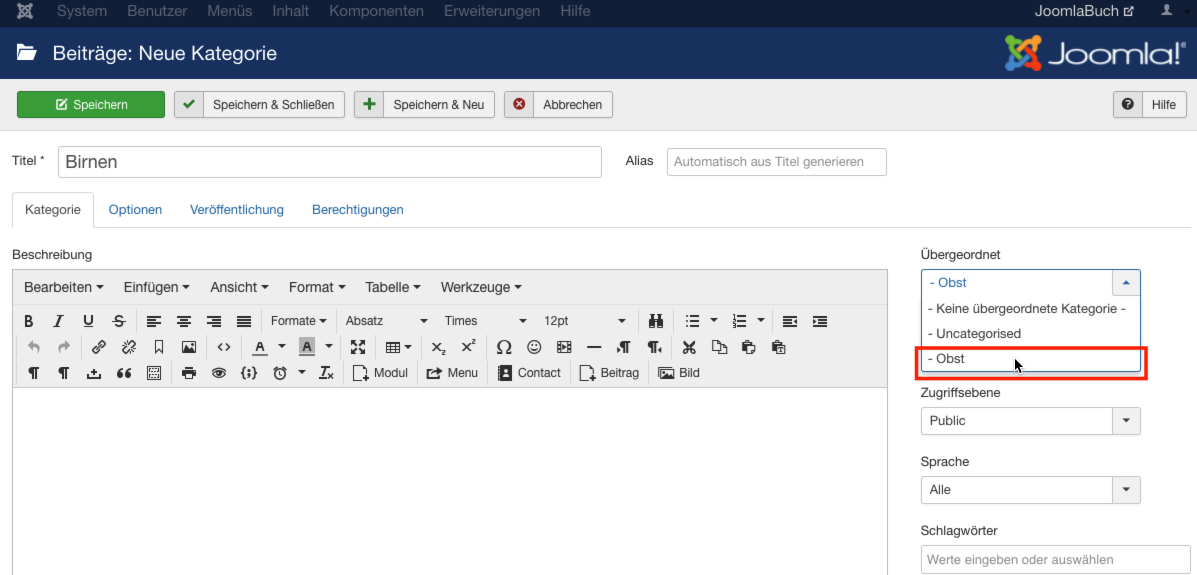 System Benutzer Menüs Inhalt Komponenten Erweiterungen Hilfe JoomlaBuch
Beiträge: Neue Kategorie Joomla!®
Speichern Speichern & Schließen Speichern & Neu Abbrechen Hilfe
Titel * Birnen Alias Automatisch aus Titel generieren
Kategorie Optionen Veröffentlichung Berechtigungen
Beschreibung
Bearbeiten Einfügen Ansicht Format Tabelle Werkzeuge
B I U S Formate Absatz Times 12pt
A A X₂ X² Ω
Modul Menu Contact Beitrag Bild
Übergeordnet
- Obst
- Keine übergeordnete Kategorie -
- Uncategorised
- Obst
Zugriffsebene
Public
Sprache
Alle
Schlagwörter
Werte eingeben oder auswählen